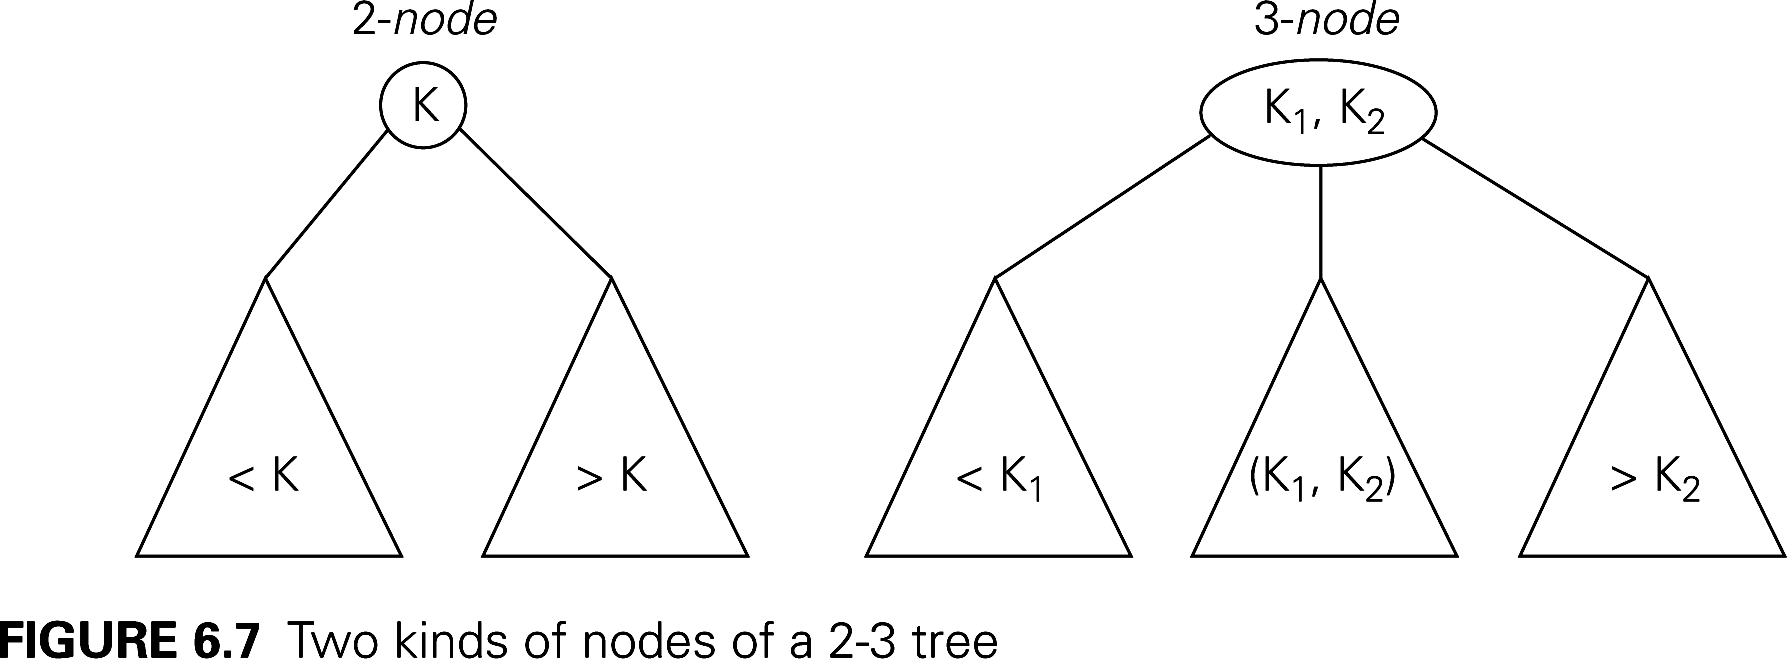 2-node 3-node
K K₁, K₂
< K > K < K₁ (K₁, K₂) > K₂
FIGURE 6.7 Two kinds of nodes of a 2-3 tree